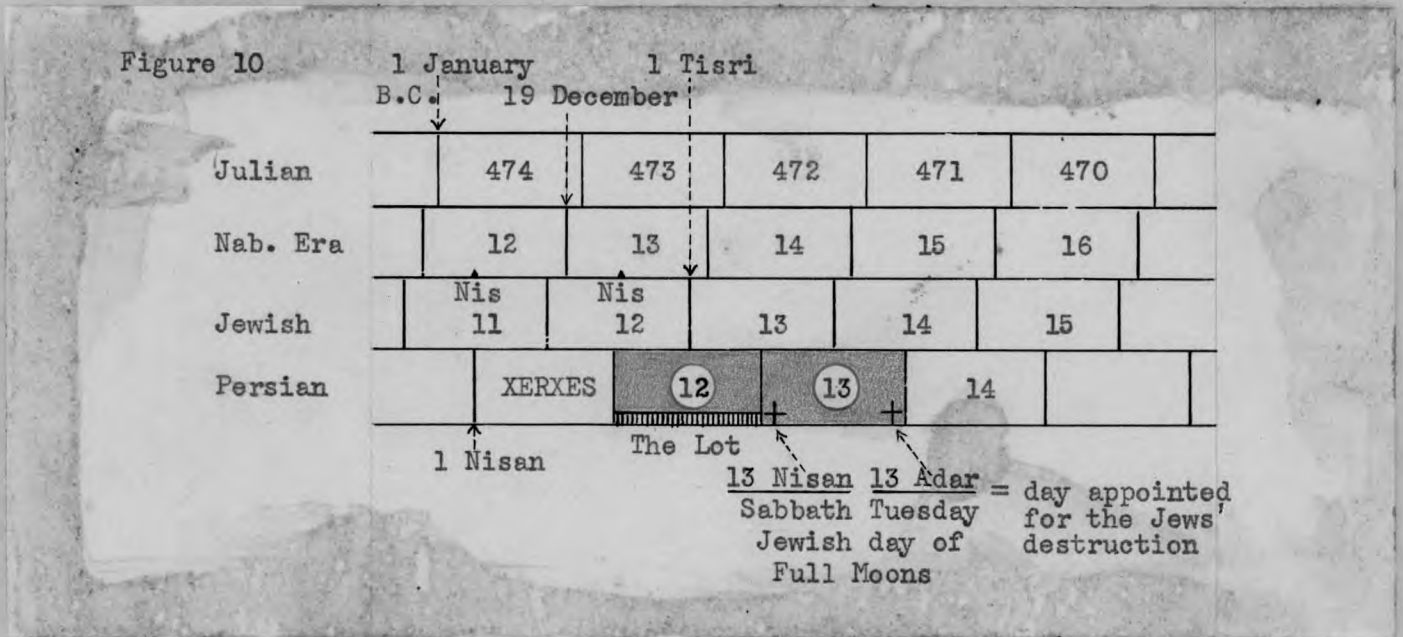 Figure 10
1 January 1 Tisri
B.C. 19 December
Julian 474 473 472 471 470
Nab. Era 12 13 14 15 16
Nis Nis
Jewish 11 12 13 14 15
Persian XERXES 12 13 14
1 Nisan The Lot
13 Nisan 13 Adar = day appointed
Sabbath Tuesday for the Jews'
Jewish day of destruction
Full Moons